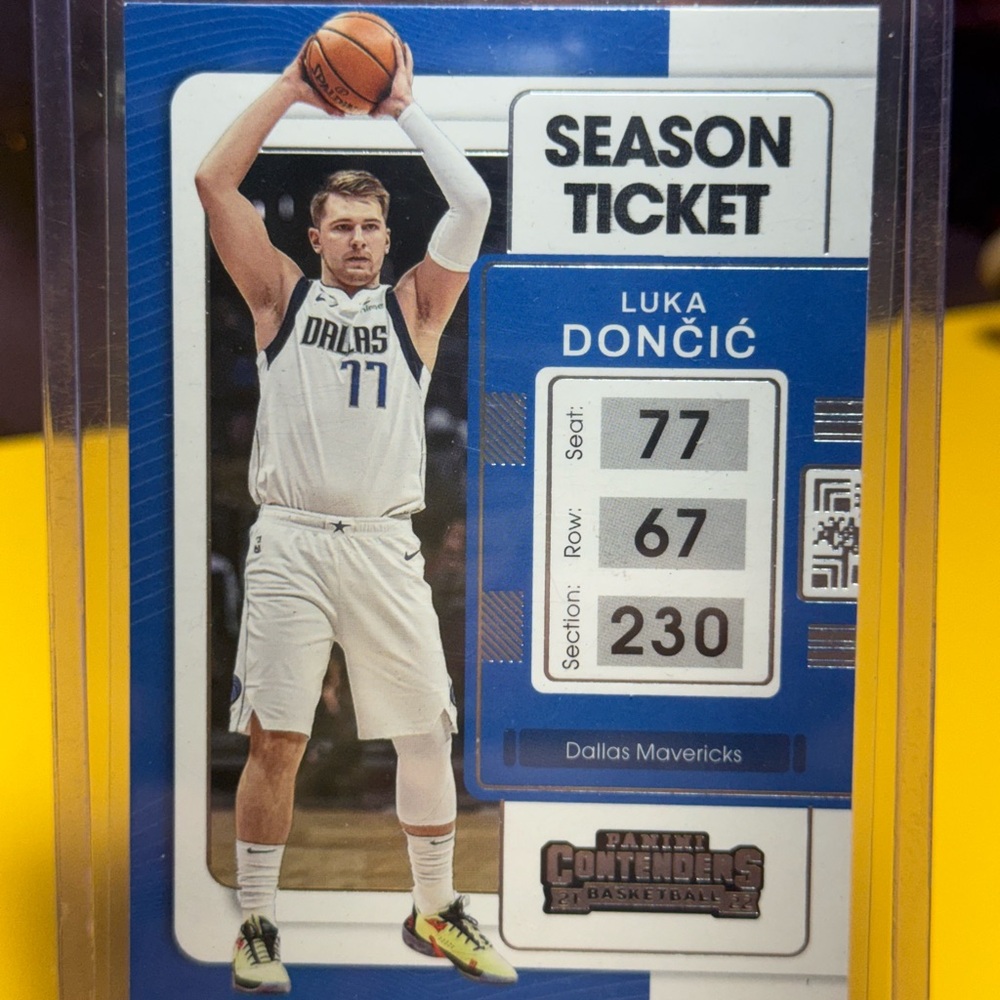 SPALDING
SEASON
TICKET
LUKA
DONČIĆ
DALLAS
77
Seat: 77
Row: 67
Section: 230
Dallas Mavericks
PANINI
CONTENDERS
21 BASKETBALL 22